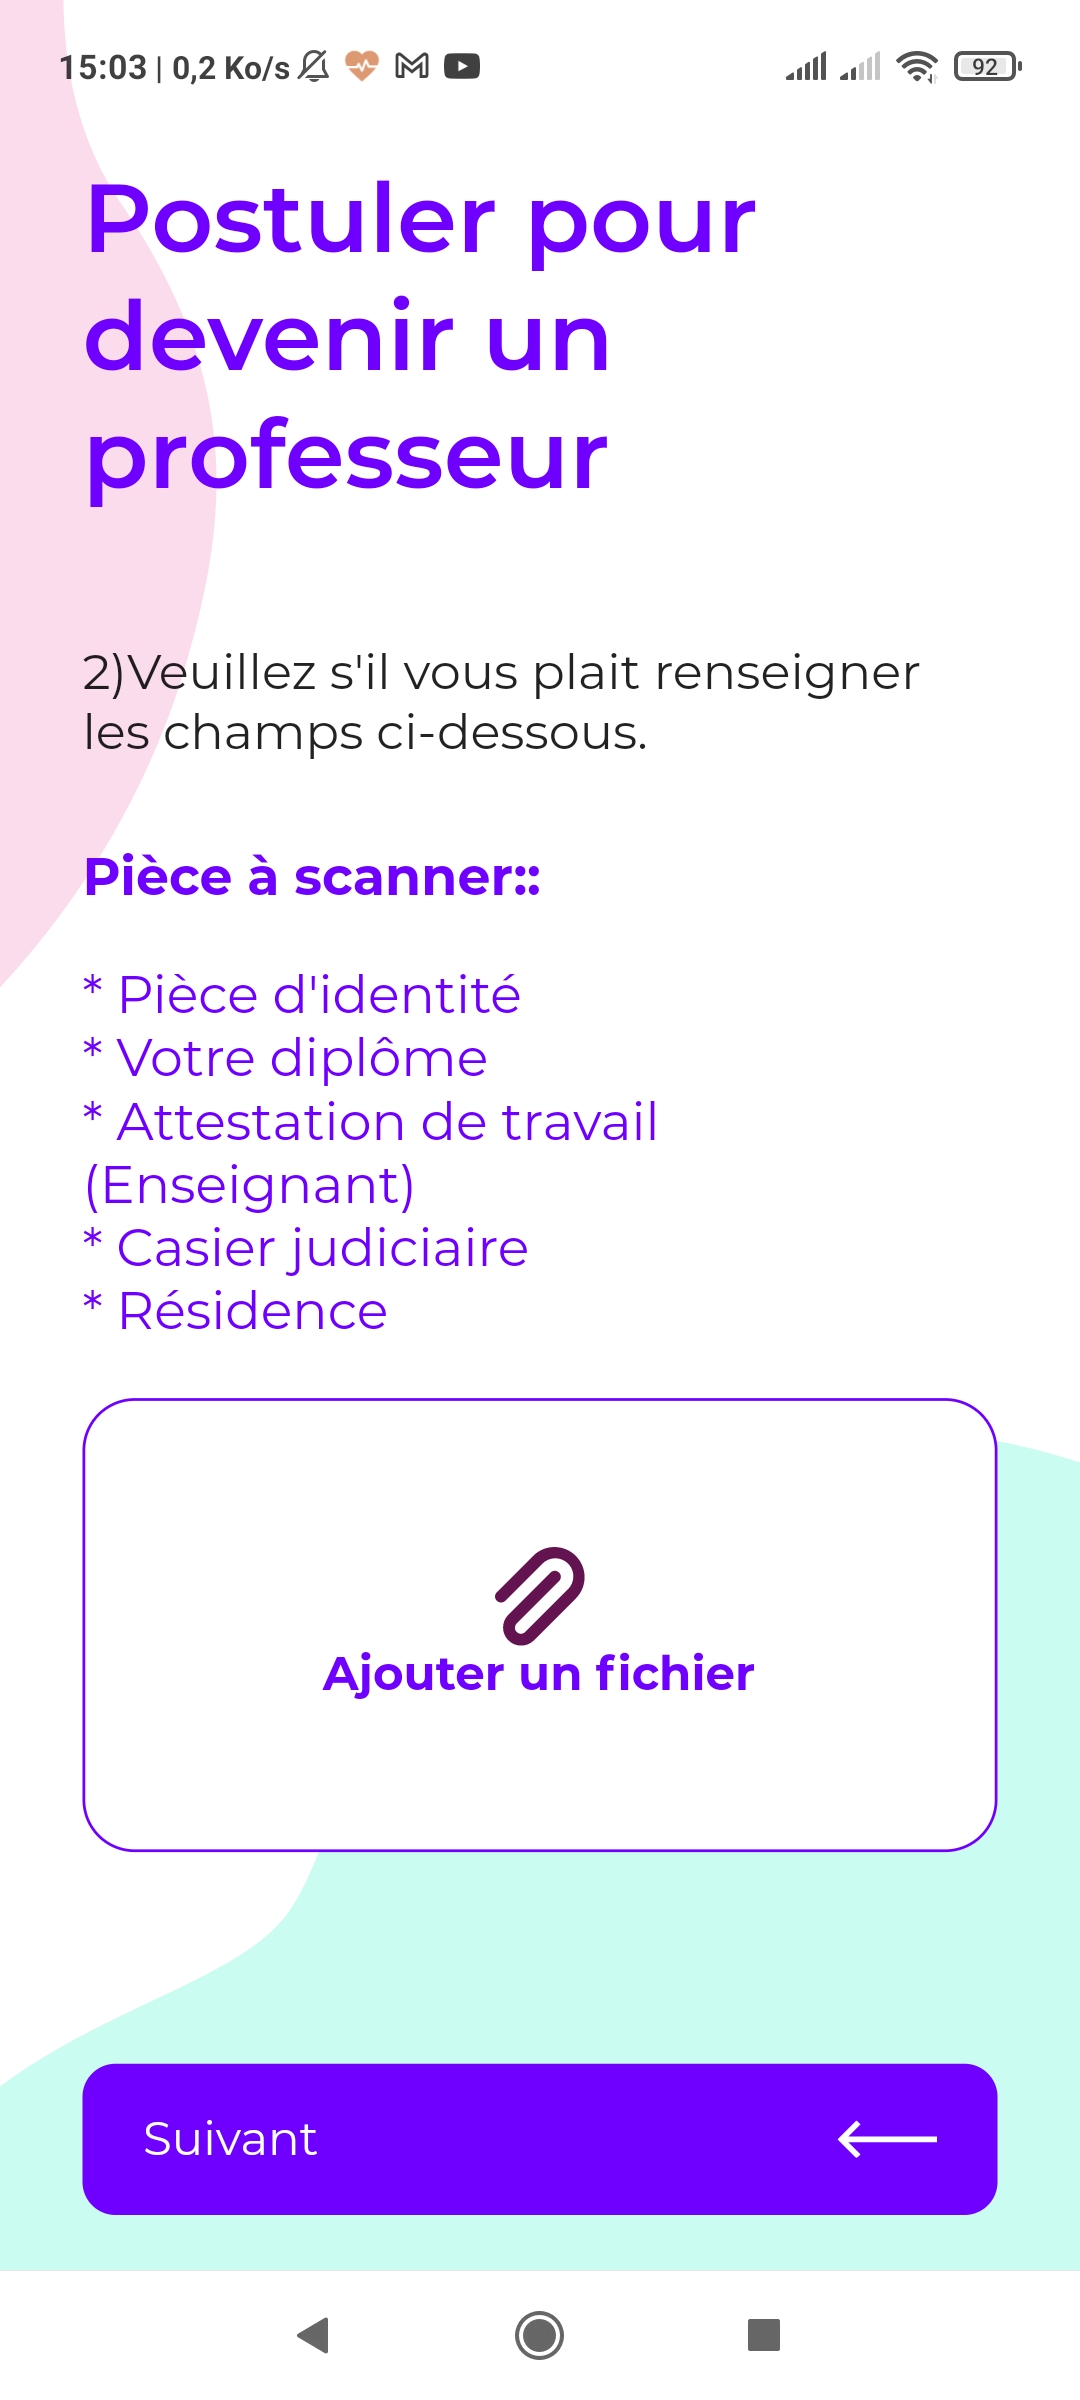 15:03 | 0,2 Ko/s
92
Postuler pour
devenir un
professeur
2)Veuillez s'il vous plait renseigner
les champs ci-dessous.
Pièce à scanner::
* Pièce d'identité
* Votre diplôme
* Attestation de travail
(Enseignant)
* Casier judiciaire
* Résidence
Ajouter un fichier
Suivant